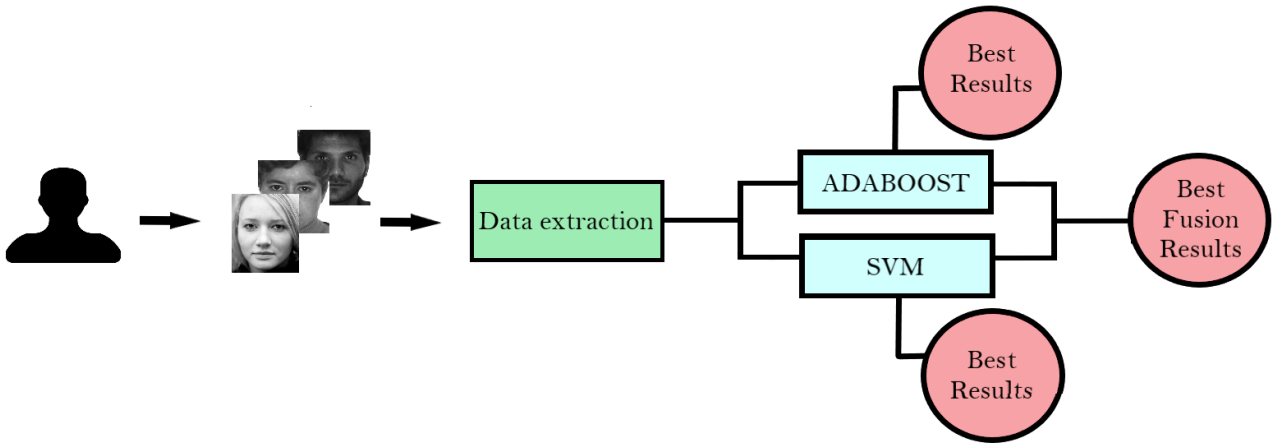 Best
Results
ADABOOST
Data extraction
Best
Fusion
Results
SVM
Best
Results